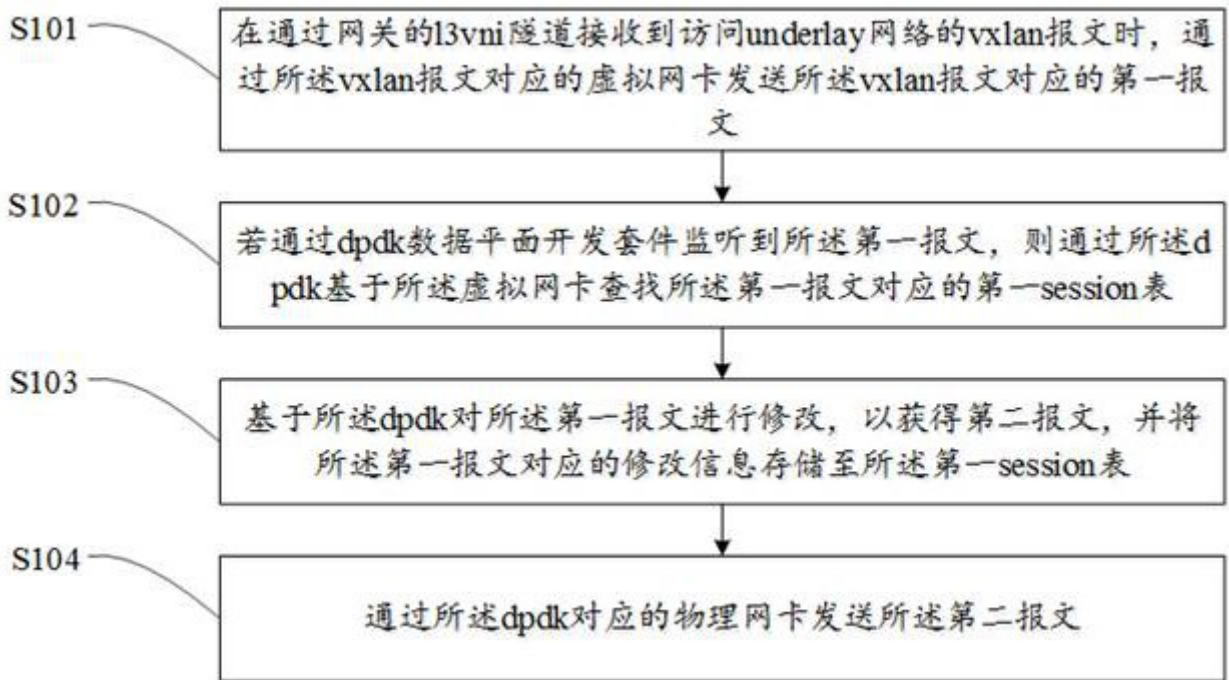 S101
在通过网关的l3vni隧道接收到访问underlay网络的vxlan报文时，通
过所述vxlan报文对应的虚拟网卡发送所述vxlan报文对应的第一报
文
S102
若通过dpdk数据平面开发套件监听到所述第一报文，则通过所述d
pdk基于所述虚拟网卡查找所述第一报文对应的第一session表
S103
基于所述dpdk对所述第一报文进行修改，以获得第二报文，并将
所述第一报文对应的修改信息存储至所述第一session表
S104
通过所述dpdk对应的物理网卡发送所述第二报文